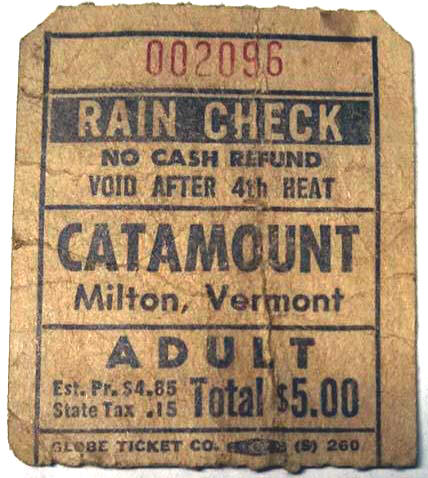 002096
RAIN CHECK
NO CASH REFUND
VOID AFTER 4th HEAT
CATAMOUNT
Milton, Vermont
ADULT
Est. Pr. $4.85 Total $5.00
State Tax .15
GLOBE TICKET CO. (S) 260